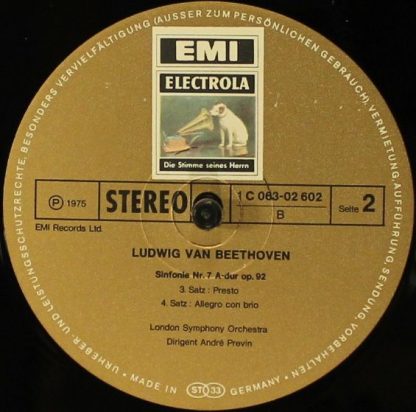 EMI
ELECTROLA
Die Stimme seines Herrn
℗ 1975
STEREO
1 C 063-02 602
B
Seite 2
EMI Records Ltd.
LUDWIG VAN BEETHOVEN
Sinfonie Nr. 7 A-dur op. 92
3. Satz : Presto
4. Satz : Allegro con brio
London Symphony Orchestra
Dirigent André Previn
URHEBER- UND LEISTUNGSSCHUTZRECHTE, BESONDERS VERVIELFÄLTIGUNG (AUSSER ZUM PERSÖNLICHEN GEBRAUCH), VERMIETUNG, AUFFÜHRUNG, SENDUNG, VORBEHALTEN
• MADE IN ST 33 GERMANY •